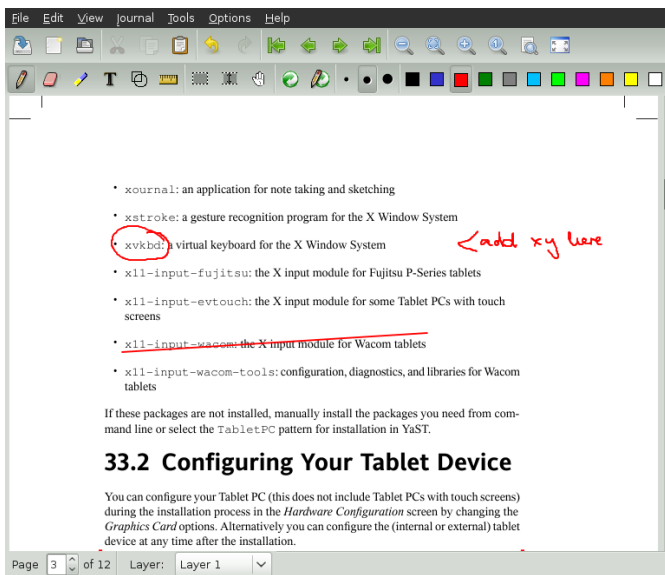 File Edit View Journal Tools Options Help
T
• xournal: an application for note taking and sketching
• xstroke: a gesture recognition program for the X Window System
• xvkbd: a virtual keyboard for the X Window System
<add xy here
• x11-input-fujitsu: the X input module for Fujitsu P-Series tablets
• x11-input-evtouch: the X input module for some Tablet PCs with touch
screens
• x11-input-wacom: the X input module for Wacom tablets
• x11-input-wacom-tools: configuration, diagnostics, and libraries for Wacom
tablets
If these packages are not installed, manually install the packages you need from com-
mand line or select the TabletPC pattern for installation in YaST.
33.2 Configuring Your Tablet Device
You can configure your Tablet PC (this does not include Tablet PCs with touch screens)
during the installation process in the Hardware Configuration screen by changing the
Graphics Card options. Alternatively you can configure the (internal or external) tablet
device at any time after the installation.
Page 3 of 12 Layer: Layer 1